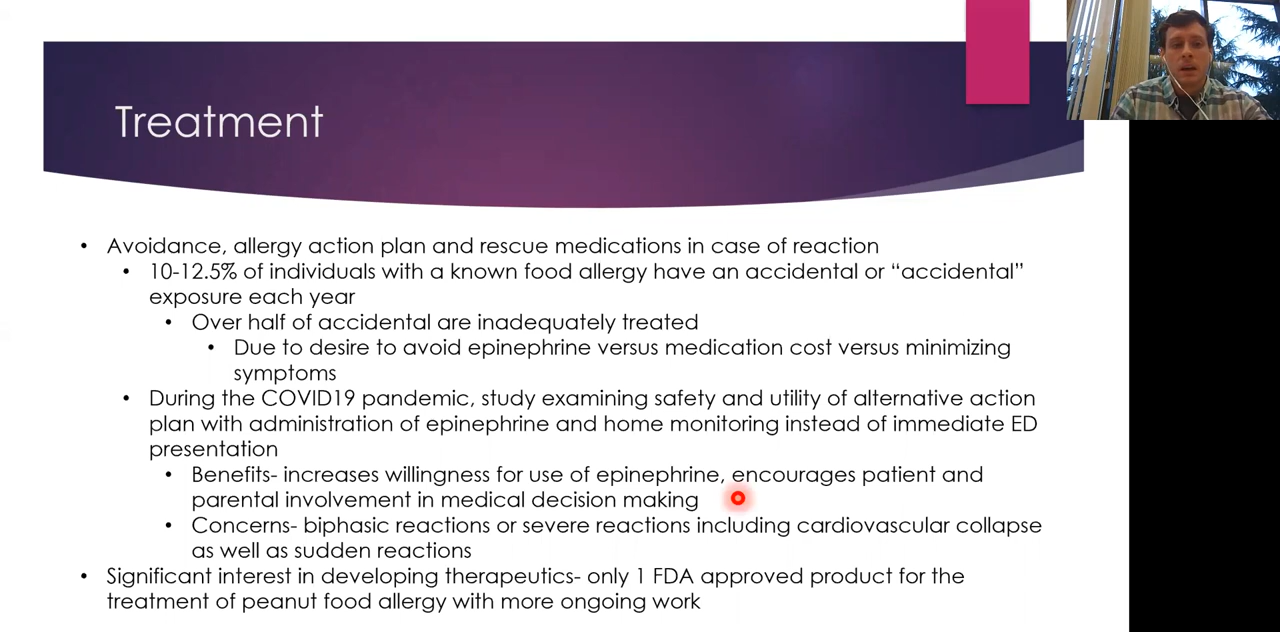 Treatment
• Avoidance, allergy action plan and rescue medications in case of reaction
• 10-12.5% of individuals with a known food allergy have an accidental or “accidental”
exposure each year
• Over half of accidental are inadequately treated
• Due to desire to avoid epinephrine versus medication cost versus minimizing
symptoms
• During the COVID19 pandemic, study examining safety and utility of alternative action
plan with administration of epinephrine and home monitoring instead of immediate ED
presentation
• Benefits- increases willingness for use of epinephrine, encourages patient and
parental involvement in medical decision making
• Concerns- biphasic reactions or severe reactions including cardiovascular collapse
as well as sudden reactions
• Significant interest in developing therapeutics- only 1 FDA approved product for the
treatment of peanut food allergy with more ongoing work